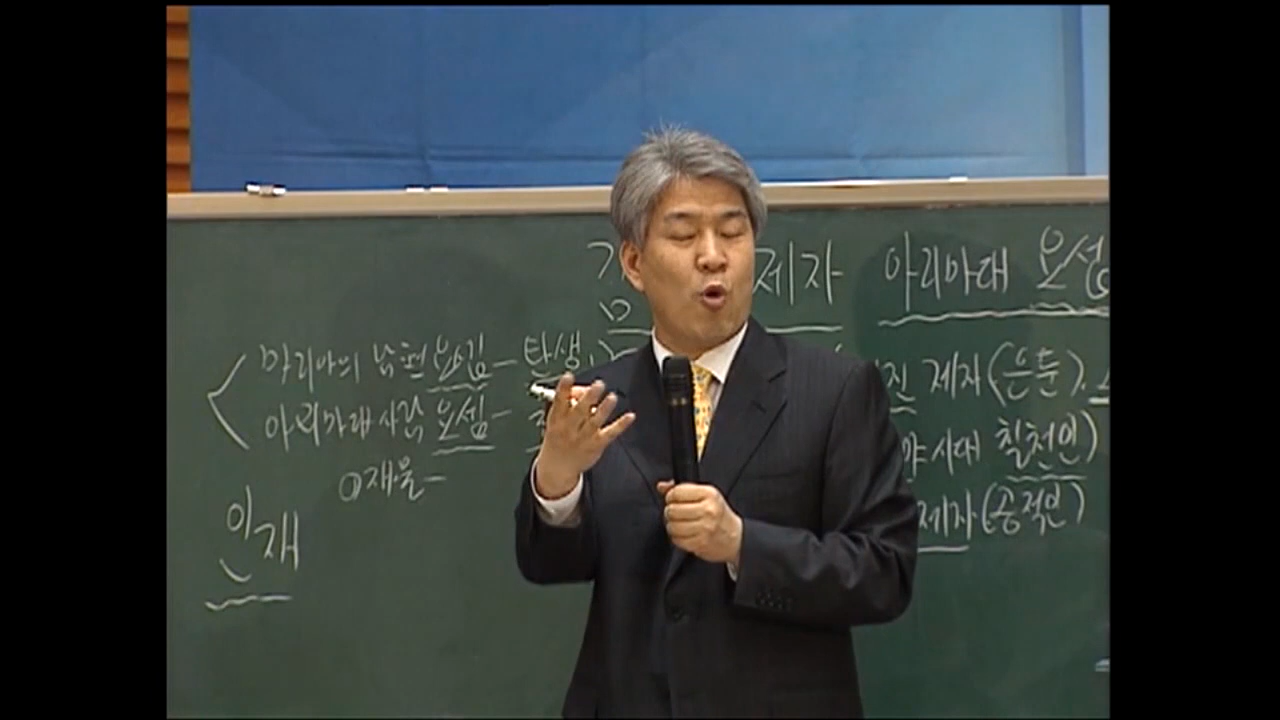 제자 아리마대 요셉
마리아의 남편 요셉 - 탄생
진 제자(은둔)
아리마대 사람 요셉 -
시대 칠천인)
재물 -
제자(공적인)
인재